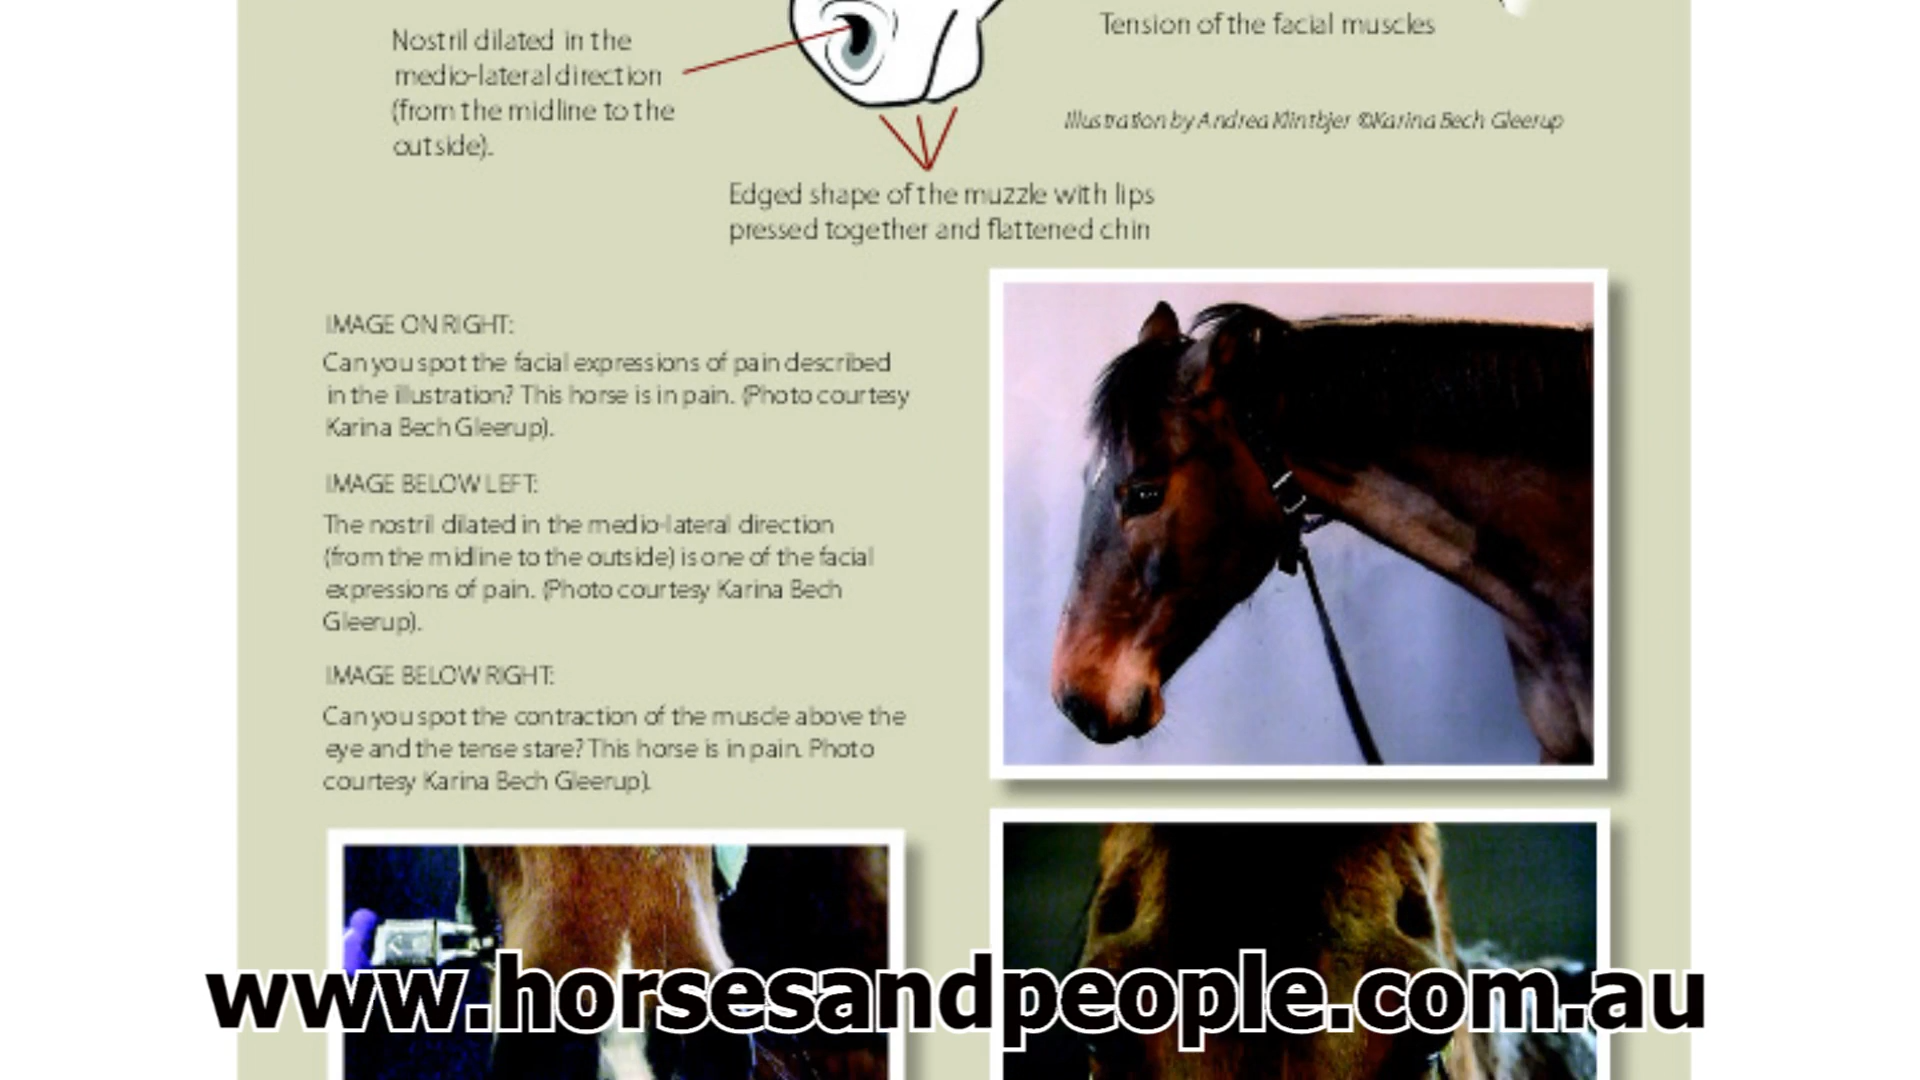 Nostril dilated in the
medio-lateral direction
(from the midline to the
outside).
Tension of the facial muscles
Illustration by Andrea Klintbjer ©Karina Bech Gleerup
Edged shape of the muzzle with lips
pressed together and flattened chin
IMAGE ON RIGHT:
Can you spot the facial expressions of pain described
in the illustration? This horse is in pain. (Photo courtesy
Karina Bech Gleerup).
IMAGE BELOW LEFT:
The nostril dilated in the medio-lateral direction
(from the midline to the outside) is one of the facial
expressions of pain. (Photo courtesy Karina Bech
Gleerup).
IMAGE BELOW RIGHT:
Can you spot the contraction of the muscle above the
eye and the tense stare? This horse is in pain. Photo
courtesy Karina Bech Gleerup).
www.horsesandpeople.com.au